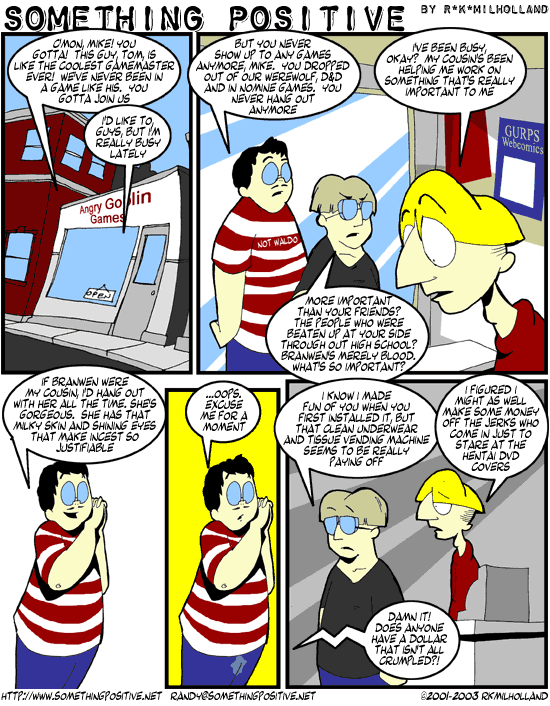 SOMETHING POSITIVE
BY R*K*MILHOLLAND
C'MON, MIKE! YOU
GOTTA! THIS GUY, TOM, IS
LIKE THE COOLEST GAMEMASTER
EVER! WE'VE NEVER BEEN IN
A GAME LIKE HIS. YOU
GOTTA JOIN US
I'D LIKE TO,
GUYS, BUT I'M
REALLY BUSY
LATELY
Angry Goblin
Games
OPEN
BUT YOU NEVER
SHOW UP TO ANY GAMES
ANYMORE, MIKE. YOU DROPPED
OUT OF OUR WEREWOLF, D&D
AND IN NOMINE GAMES. YOU
NEVER HANG OUT
ANYMORE
I'VE BEEN BUSY,
OKAY? MY COUSIN'S BEEN
HELPING ME WORK ON
SOMETHING THAT'S REALLY
IMPORTANT TO ME
GURPS
Webcomics
NOT WALDO
MORE IMPORTANT
THAN YOUR FRIENDS?
THE PEOPLE WHO WERE
BEATEN UP AT YOUR SIDE
THROUGH OUT HIGH SCHOOL?
BRANWEN'S MERELY BLOOD.
WHAT'S SO IMPORTANT?
IF BRANWEN WERE
MY COUSIN, I'D HANG OUT
WITH HER ALL THE TIME. SHE'S
GORGEOUS. SHE HAS THAT
MILKY SKIN AND SHINING EYES
THAT MAKE INCEST SO
JUSTIFIABLE
...OOPS.
EXCUSE
ME FOR A
MOMENT
I KNOW I MADE
FUN OF YOU WHEN YOU
FIRST INSTALLED IT, BUT
THAT CLEAN UNDERWEAR
AND TISSUE VENDING MACHINE
SEEMS TO BE REALLY
PAYING OFF
I FIGURED I
MIGHT AS WELL
MAKE SOME MONEY
OFF THE JERKS WHO
COME IN JUST TO
STARE AT THE
HENTAI DVD
COVERS
DAMN IT!
DOES ANYONE
HAVE A DOLLAR
THAT ISN'T ALL
CRUMPLED?!
HTTP://WWW.SOMETHINGPOSITIVE.NET RANDY@SOMETHINGPOSITIVE.NET ©2001-2003 RKMILHOLLAND